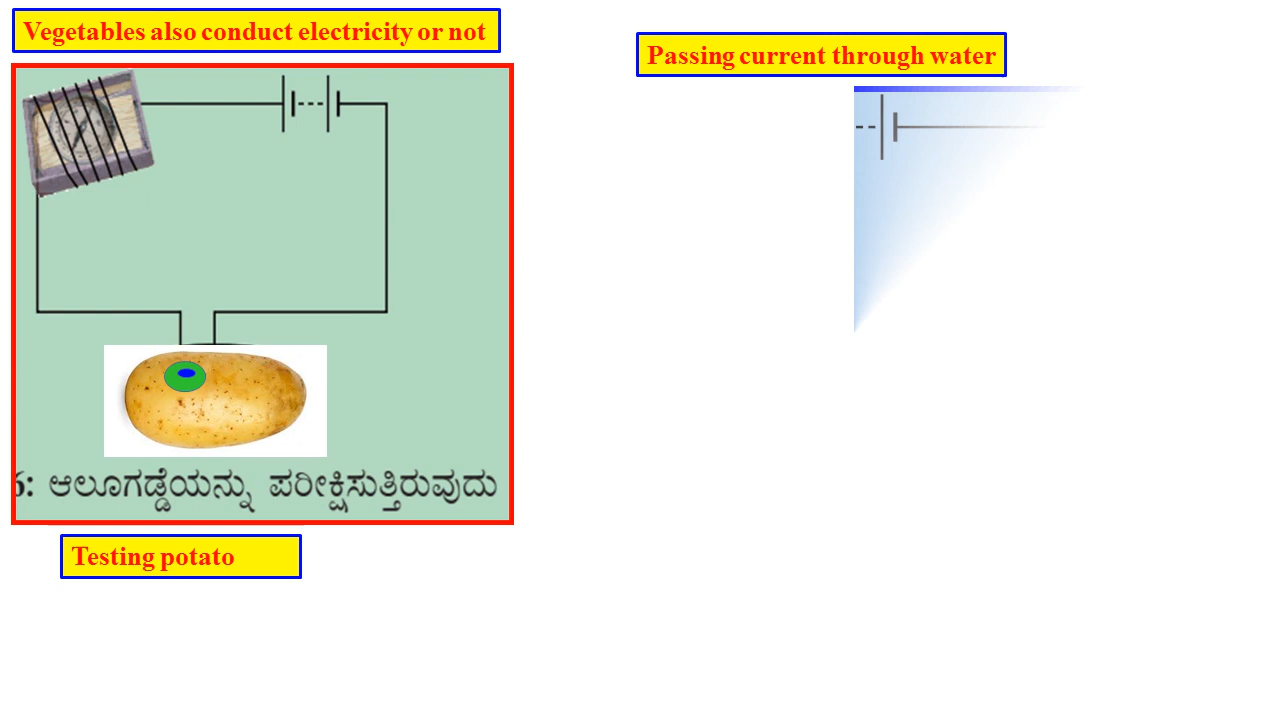 Vegetables also conduct electricity or not
Passing current through water
6: ಆಲೂಗಡ್ಡೆಯನ್ನು ಪರೀಕ್ಷಿಸುತ್ತಿರುವುದು
Testing potato